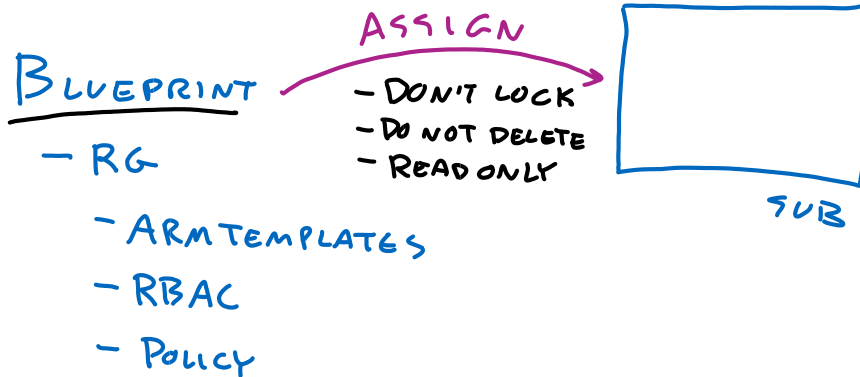 ASSIGN
BLUEPRINT
- DON'T LOCK
- DO NOT DELETE
- READ ONLY
- RG
- ARM TEMPLATES
- RBAC
- POLICY
SUB